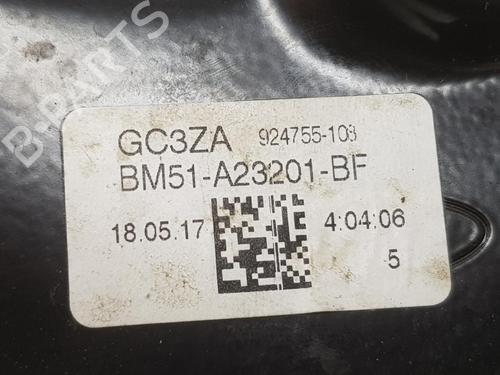 GC3ZA 924755-103
BM51-A23201-BF
18.05.17 4:04:06
5
B-PARTS